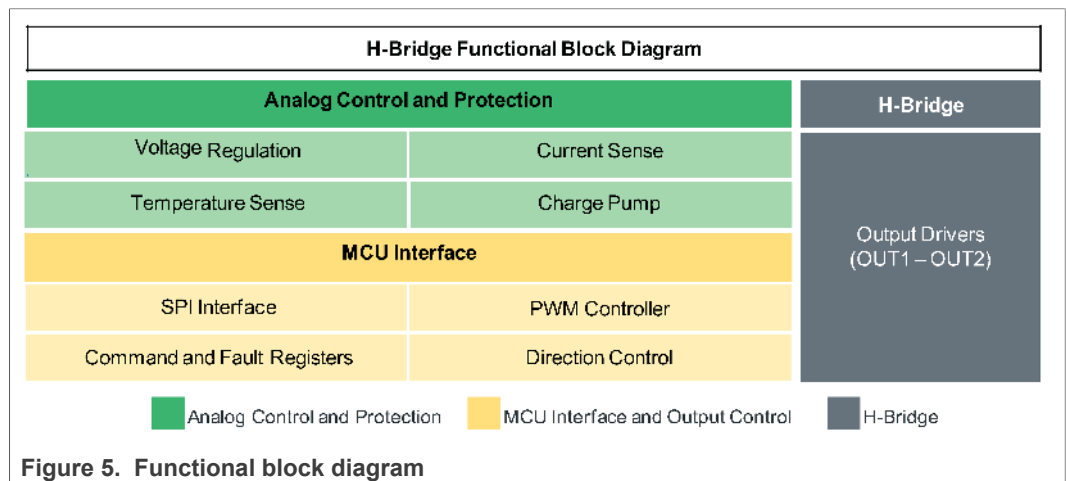 H-Bridge Functional Block Diagram
Analog Control and Protection
H-Bridge
Voltage Regulation
Current Sense
Temperature Sense
Charge Pump
Output Drivers
(OUT1 – OUT2)
MCU Interface
SPI Interface
PWM Controller
Command and Fault Registers
Direction Control
Analog Control and Protection
MCU Interface and Output Control
H-Bridge
Figure 5. Functional block diagram